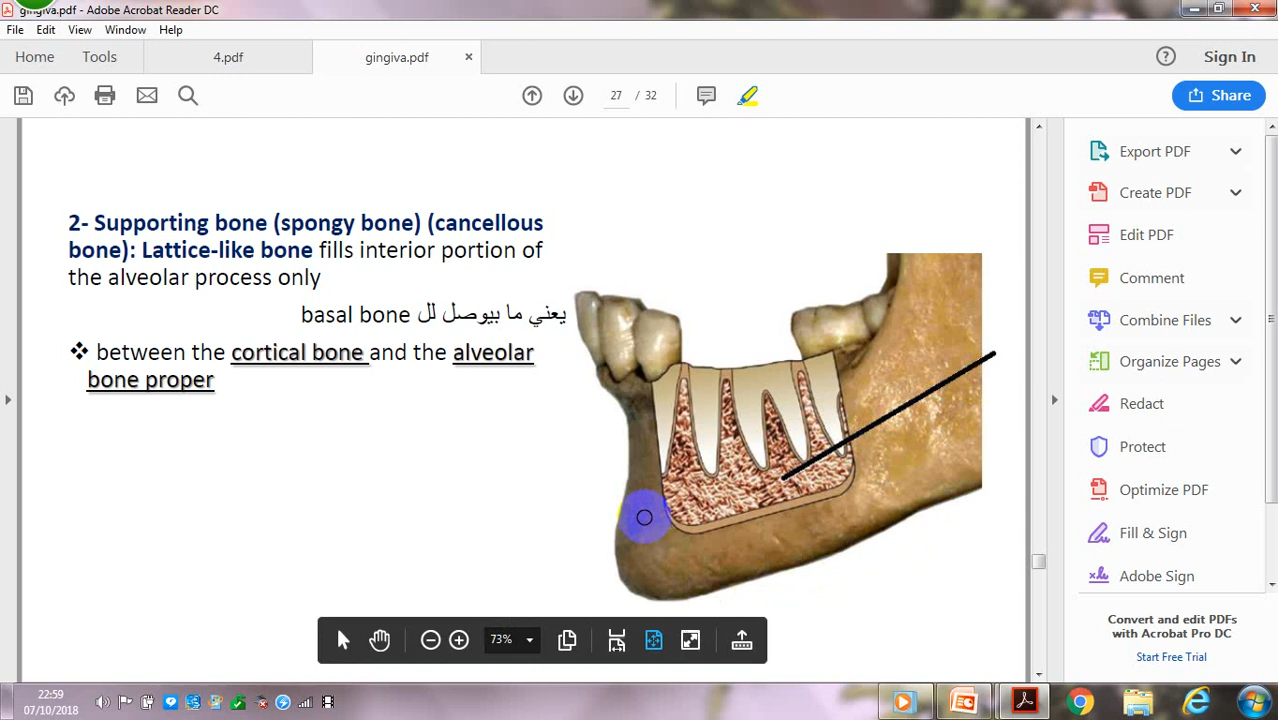 gingiva.pdf - Adobe Acrobat Reader DC
File Edit View Window Help
Home Tools 4.pdf gingiva.pdf × Sign In
27 / 32 Share
2- Supporting bone (spongy bone) (cancellous
bone): Lattice-like bone fills interior portion of
the alveolar process only
يعني ما بيوصل لل basal bone
❖ between the cortical bone and the alveolar
bone proper
Export PDF
Create PDF
Edit PDF
Comment
Combine Files
Organize Pages
Redact
Protect
Optimize PDF
Fill & Sign
Adobe Sign
Convert and edit PDFs
with Acrobat Pro DC
Start Free Trial
73%
22:59
07/10/2018